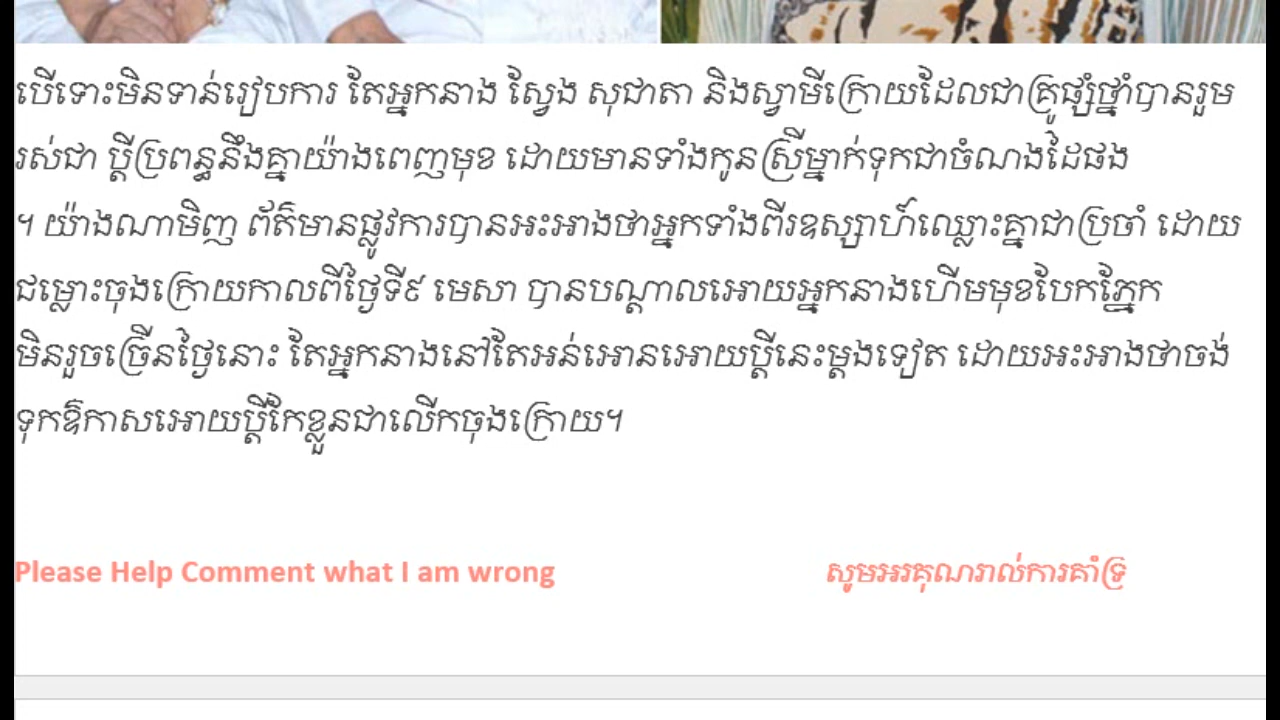 បើទោះមិនទាន់រៀបការ តែអ្នកនាង ស្វែង សុជាតា និងស្វាមីក្រោយដែលជាគ្រូផ្សំថ្នាំបានរួម
រស់ជា ប្តីប្រពន្ធនឹងគ្នាយ៉ាងពេញមុខ ដោយមានទាំងកូនស្រីម្នាក់ទុកជាចំណងដៃផង
។ យ៉ាងណាមិញ ព័ត៌មានផ្លូវការបានអះអាងថាអ្នកទាំងពីរឧស្សាហ៍ឈ្លោះគ្នាជាប្រចាំ ដោយ
ជម្លោះចុងក្រោយកាលពីថ្ងៃទី៩ មេសា បានបណ្តាលអោយអ្នកនាងហើមមុខបែកភ្នែក
មិនរួចច្រើនថ្ងៃនោះ តែអ្នកនាងនៅតែអន់អោនអោយប្តីនេះម្តងទៀត ដោយអះអាងថាចង់
ទុកឱកាសអោយប្តីកែខ្លួនជាលើកចុងក្រោយ។
Please Help Comment what I am wrong សូមអរគុណរាល់ការគាំទ្រ